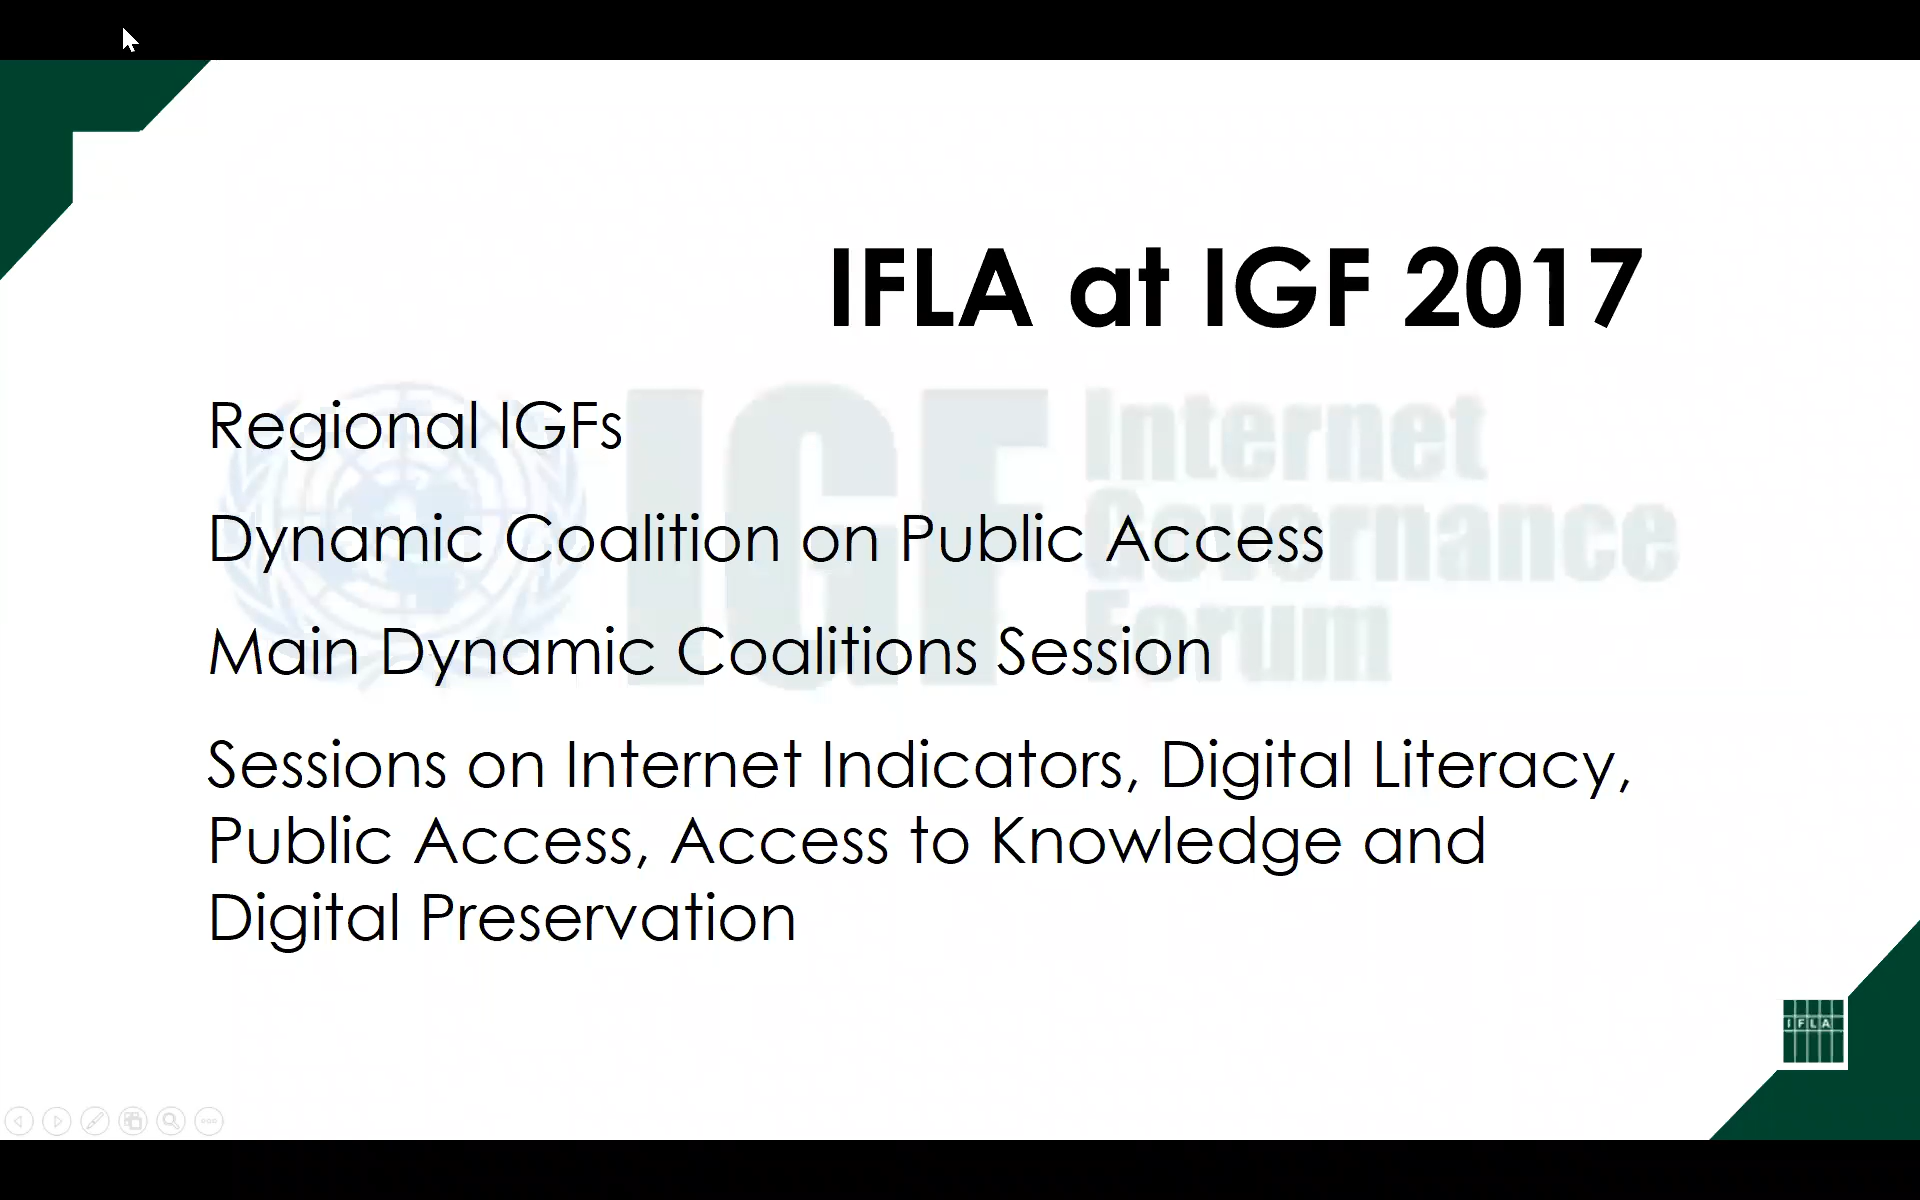 IFLA at IGF 2017
IGF
Internet
Governance
Forum
Regional IGFs
Dynamic Coalition on Public Access
Main Dynamic Coalitions Session
Sessions on Internet Indicators, Digital Literacy,
Public Access, Access to Knowledge and
Digital Preservation
IFLA